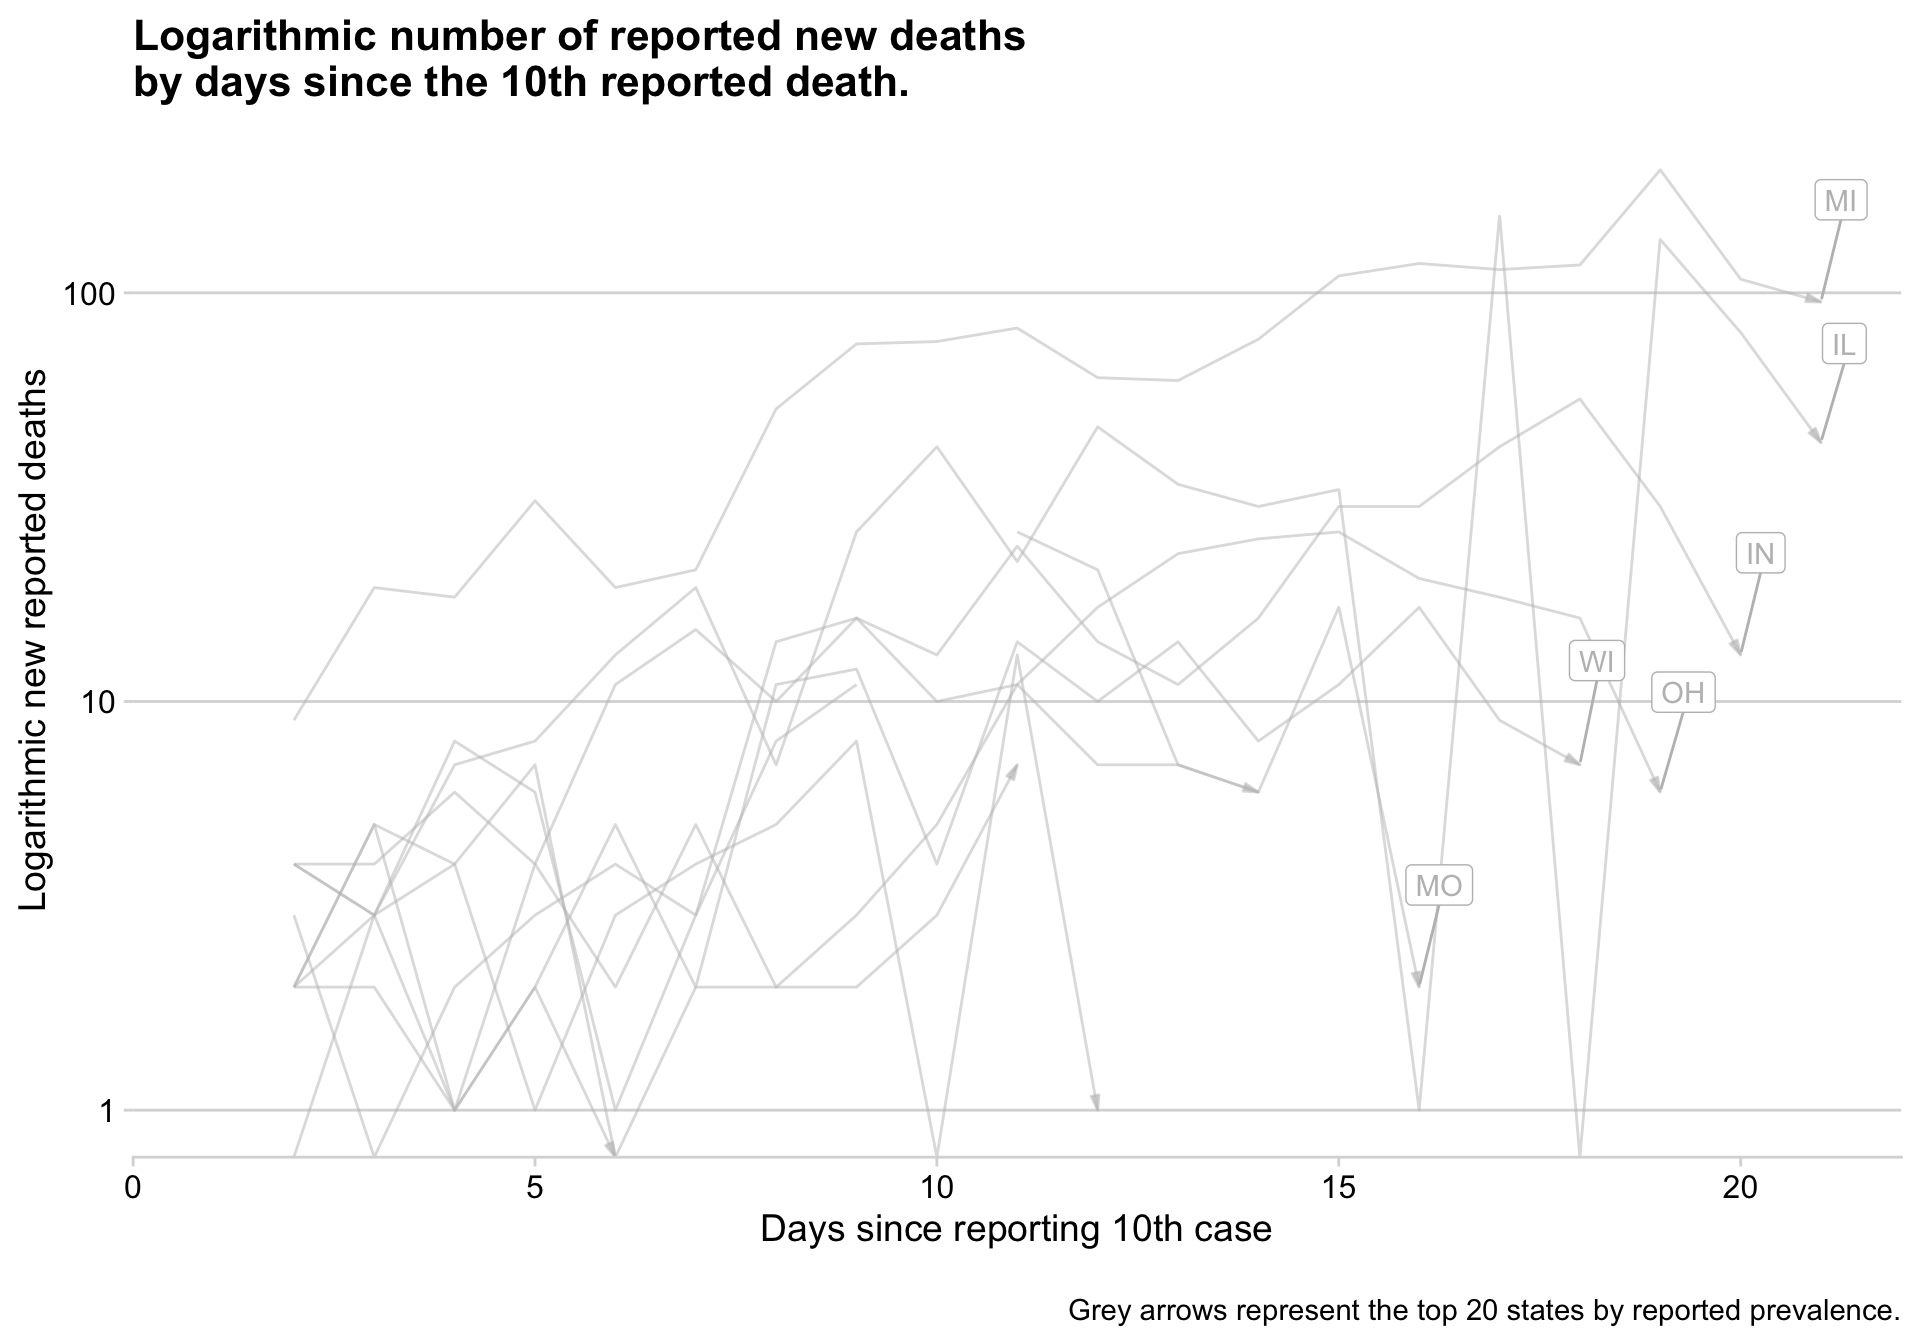 Logarithmic number of reported new deaths
by days since the 10th reported death.
MI
100
IL
IN
WI
OH
10
MO
1
0 5 10 15 20
Logarithmic new reported deaths
Days since reporting 10th case
Grey arrows represent the top 20 states by reported prevalence.